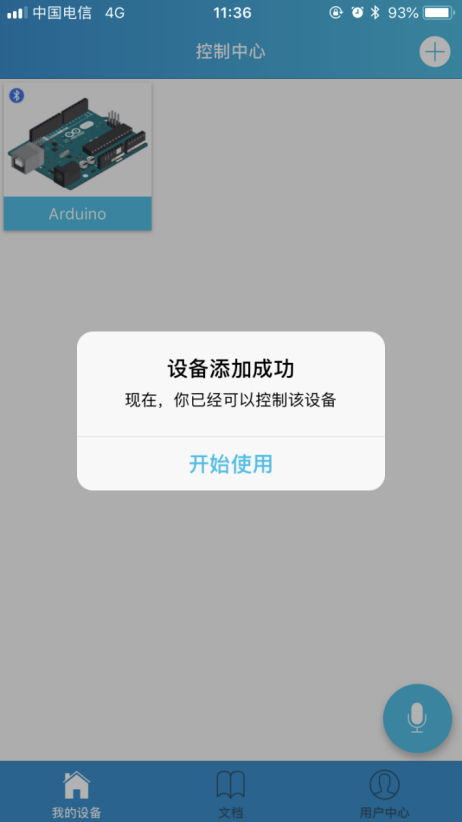 中国电信 4G 11:36 93%
控制中心
Arduino
设备添加成功
现在，你已经可以控制该设备
开始使用
我的设备 文档 用户中心